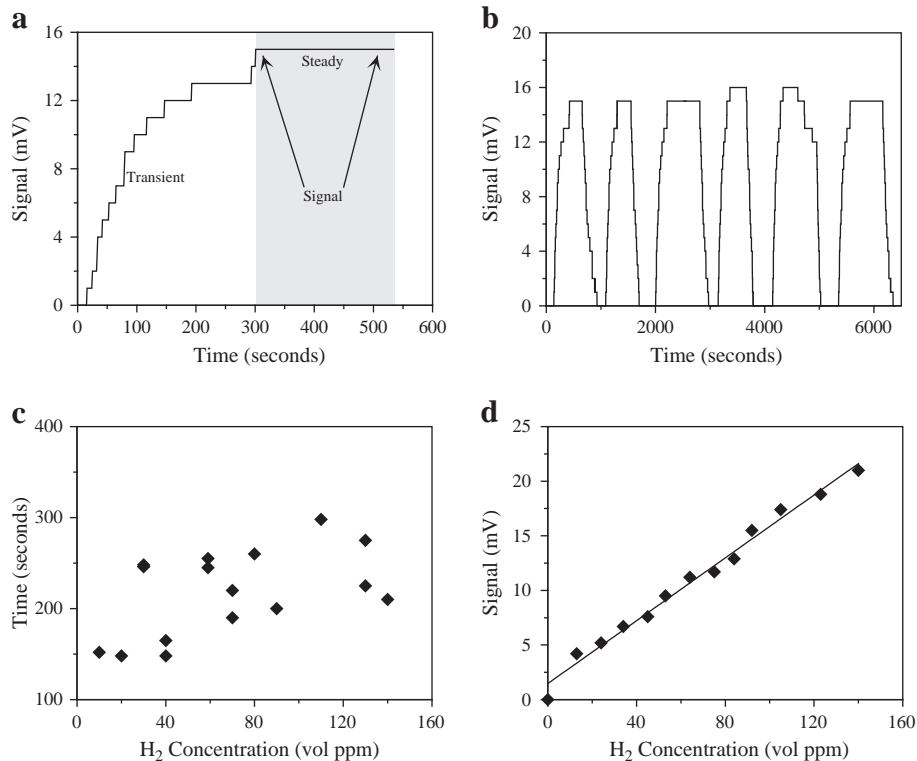 a
16
12
8
4
0
Signal (mV)
Transient
Steady
Signal
0 100 200 300 400 500 600
Time (seconds)
b
20
16
12
8
4
0
Signal (mV)
0 2000 4000 6000
Time (seconds)
c
400
300
200
100
Time (seconds)
0 40 80 120 160
H₂ Concentration (vol ppm)
d
25
20
15
10
5
0
Signal (mV)
0 40 80 120 160
H₂ Concentration (vol ppm)